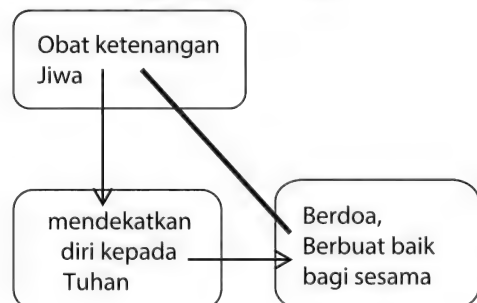 Obat ketenangan
Jiwa
mendekatkan
diri kepada
Tuhan
Berdoa,
Berbuat baik
bagi sesama